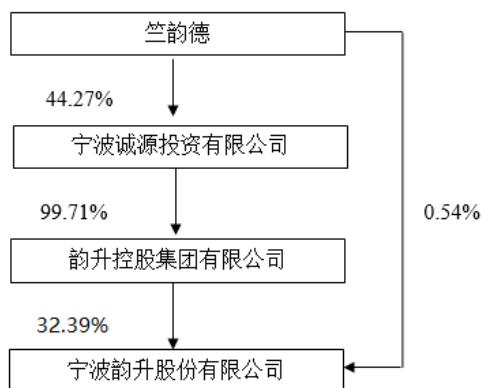 竺韵德
44.27%
宁波诚源投资有限公司
99.71%
0.54%
韵升控股集团有限公司
32.39%
宁波韵升股份有限公司